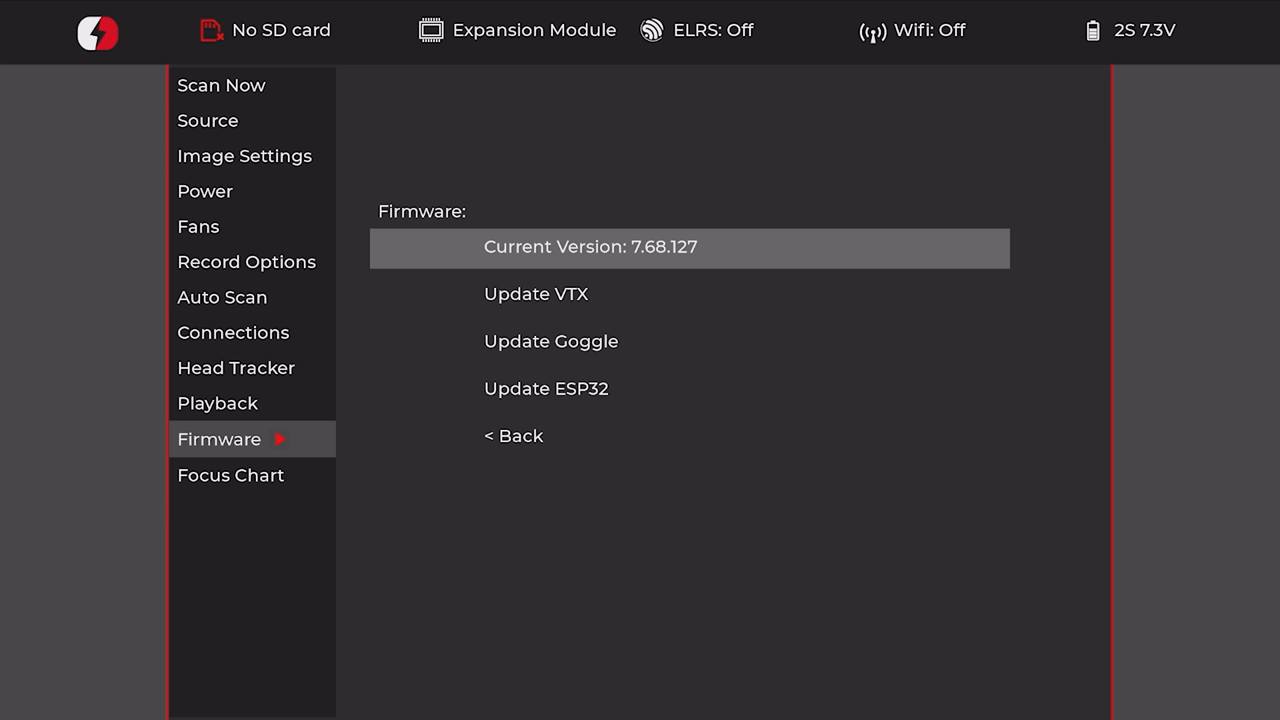 No SD card
Expansion Module
ELRS: Off
Wifi: Off
2S 7.3V
Scan Now
Source
Image Settings
Power
Fans
Record Options
Auto Scan
Connections
Head Tracker
Playback
Firmware
Focus Chart
Firmware:
Current Version: 7.68.127
Update VTX
Update Goggle
Update ESP32
< Back